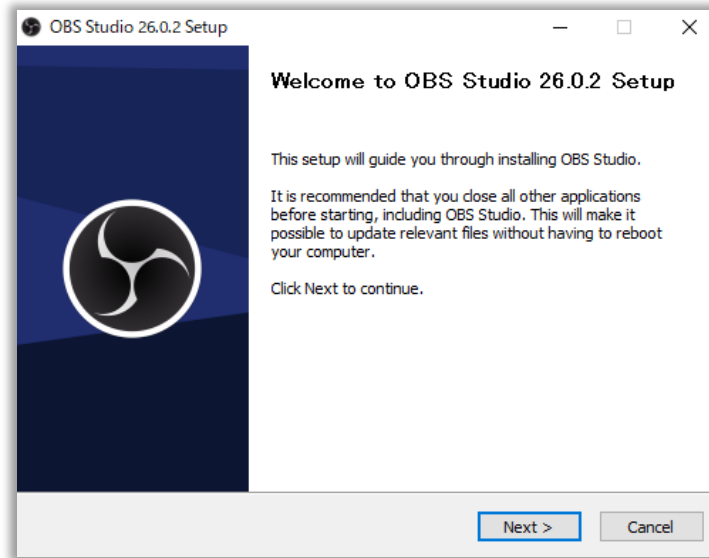 OBS Studio 26.0.2 Setup
Welcome to OBS Studio 26.0.2 Setup
This setup will guide you through installing OBS Studio.
It is recommended that you close all other applications
before starting, including OBS Studio. This will make it
possible to update relevant files without having to reboot
your computer.
Click Next to continue.
Next >
Cancel